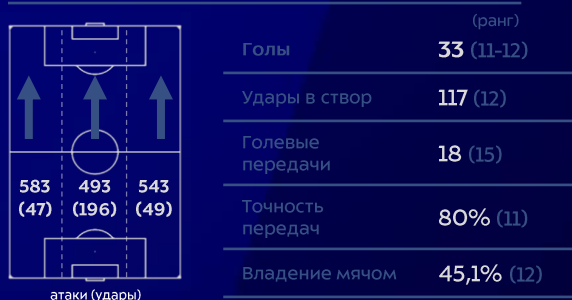 (ранг)
Голы 33 (11-12)
Удары в створ 117 (12)
Голевые
передачи 18 (15)
Точность
передач 80% (11)
Владение мячом 45,1% (12)
583 493 543
(47) (196) (49)
атаки (удары)